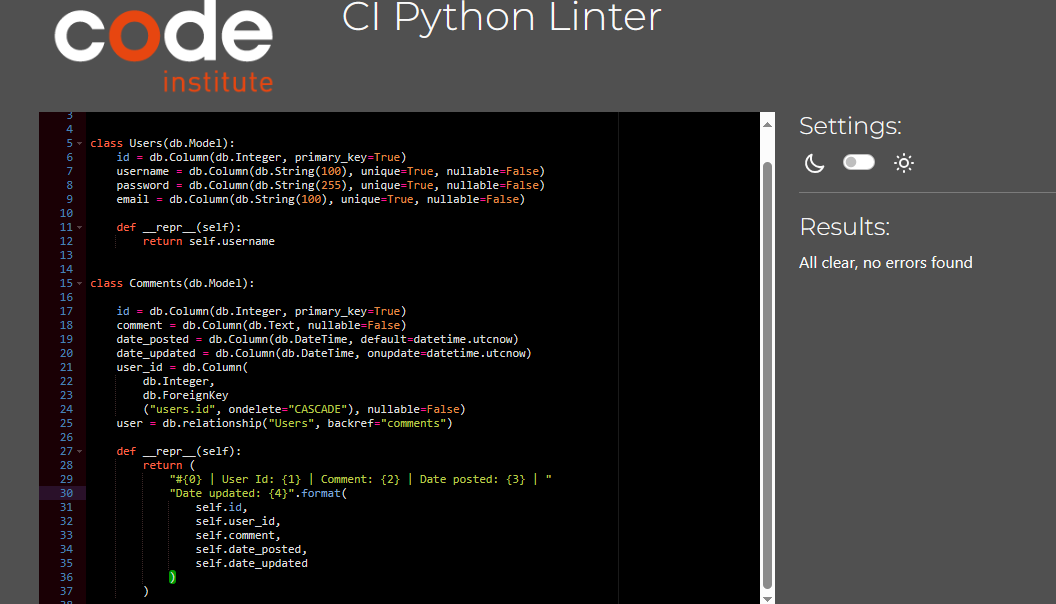 code
institute
CI Python Linter
3
4
5 class Users(db.Model):
6     id = db.Column(db.Integer, primary_key=True)
7     username = db.Column(db.String(100), unique=True, nullable=False)
8     password = db.Column(db.String(255), unique=True, nullable=False)
9     email = db.Column(db.String(100), unique=True, nullable=False)
10
11     def __repr__(self):
12         return self.username
13
14
15 class Comments(db.Model):
16
17     id = db.Column(db.Integer, primary_key=True)
18     comment = db.Column(db.Text, nullable=False)
19     date_posted = db.Column(db.DateTime, default=datetime.utcnow)
20     date_updated = db.Column(db.DateTime, onupdate=datetime.utcnow)
21     user_id = db.Column(
22         db.Integer,
23         db.ForeignKey
24         ("users.id", ondelete="CASCADE"), nullable=False)
25     user = db.relationship("Users", backref="comments")
26
27     def __repr__(self):
28         return (
29             "#{0} | User Id: {1} | Comment: {2} | Date posted: {3} | "
30             "Date updated: {4}".format(
31                 self.id,
32                 self.user_id,
33                 self.comment,
34                 self.date_posted,
35                 self.date_updated
36             )
37         )
38
Settings:
Results:
All clear, no errors found